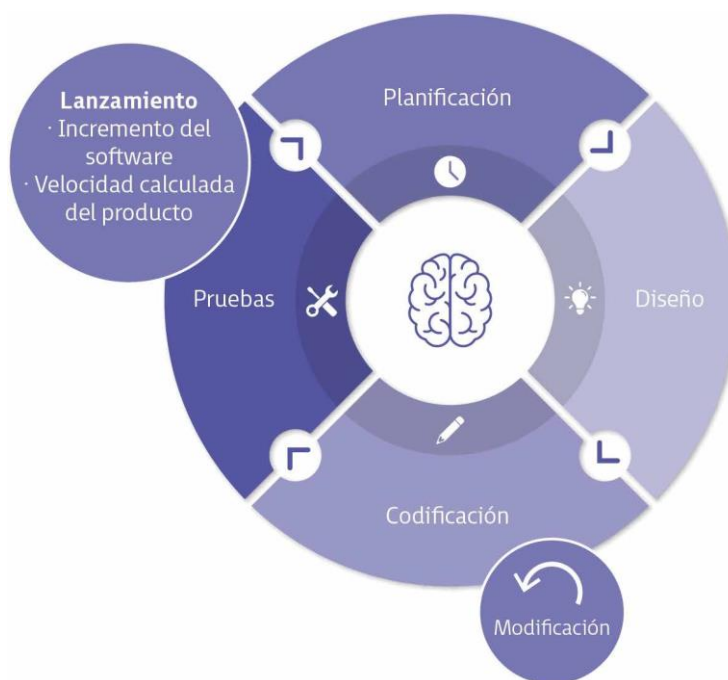 Lanzamiento
· Incremento del
software
· Velocidad calculada
del producto
Planificación
Pruebas
Diseño
Codificación
Modificación